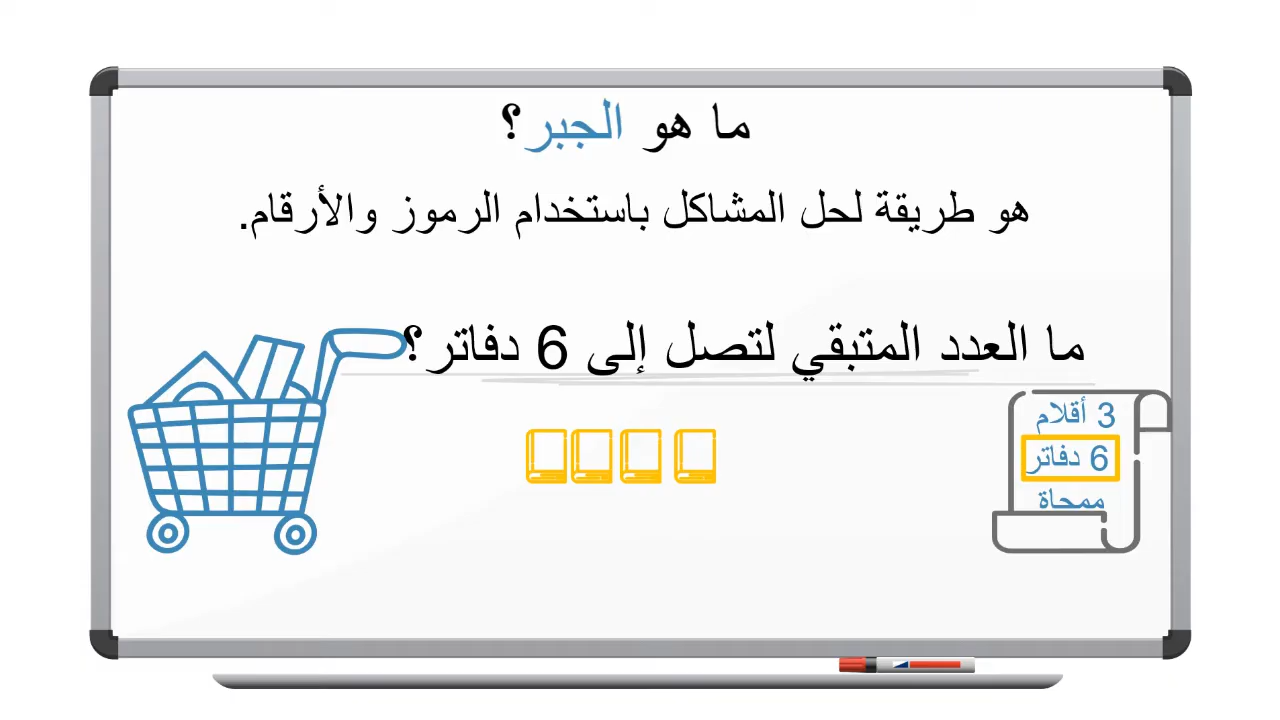 ما هو الجبر؟
هو طريقة لحل المشاكل باستخدام الرموز والأرقام.
ما العدد المتبقي لتصل إلى 6 دفاتر؟
3 أقلام
6 دفاتر
ممحاة